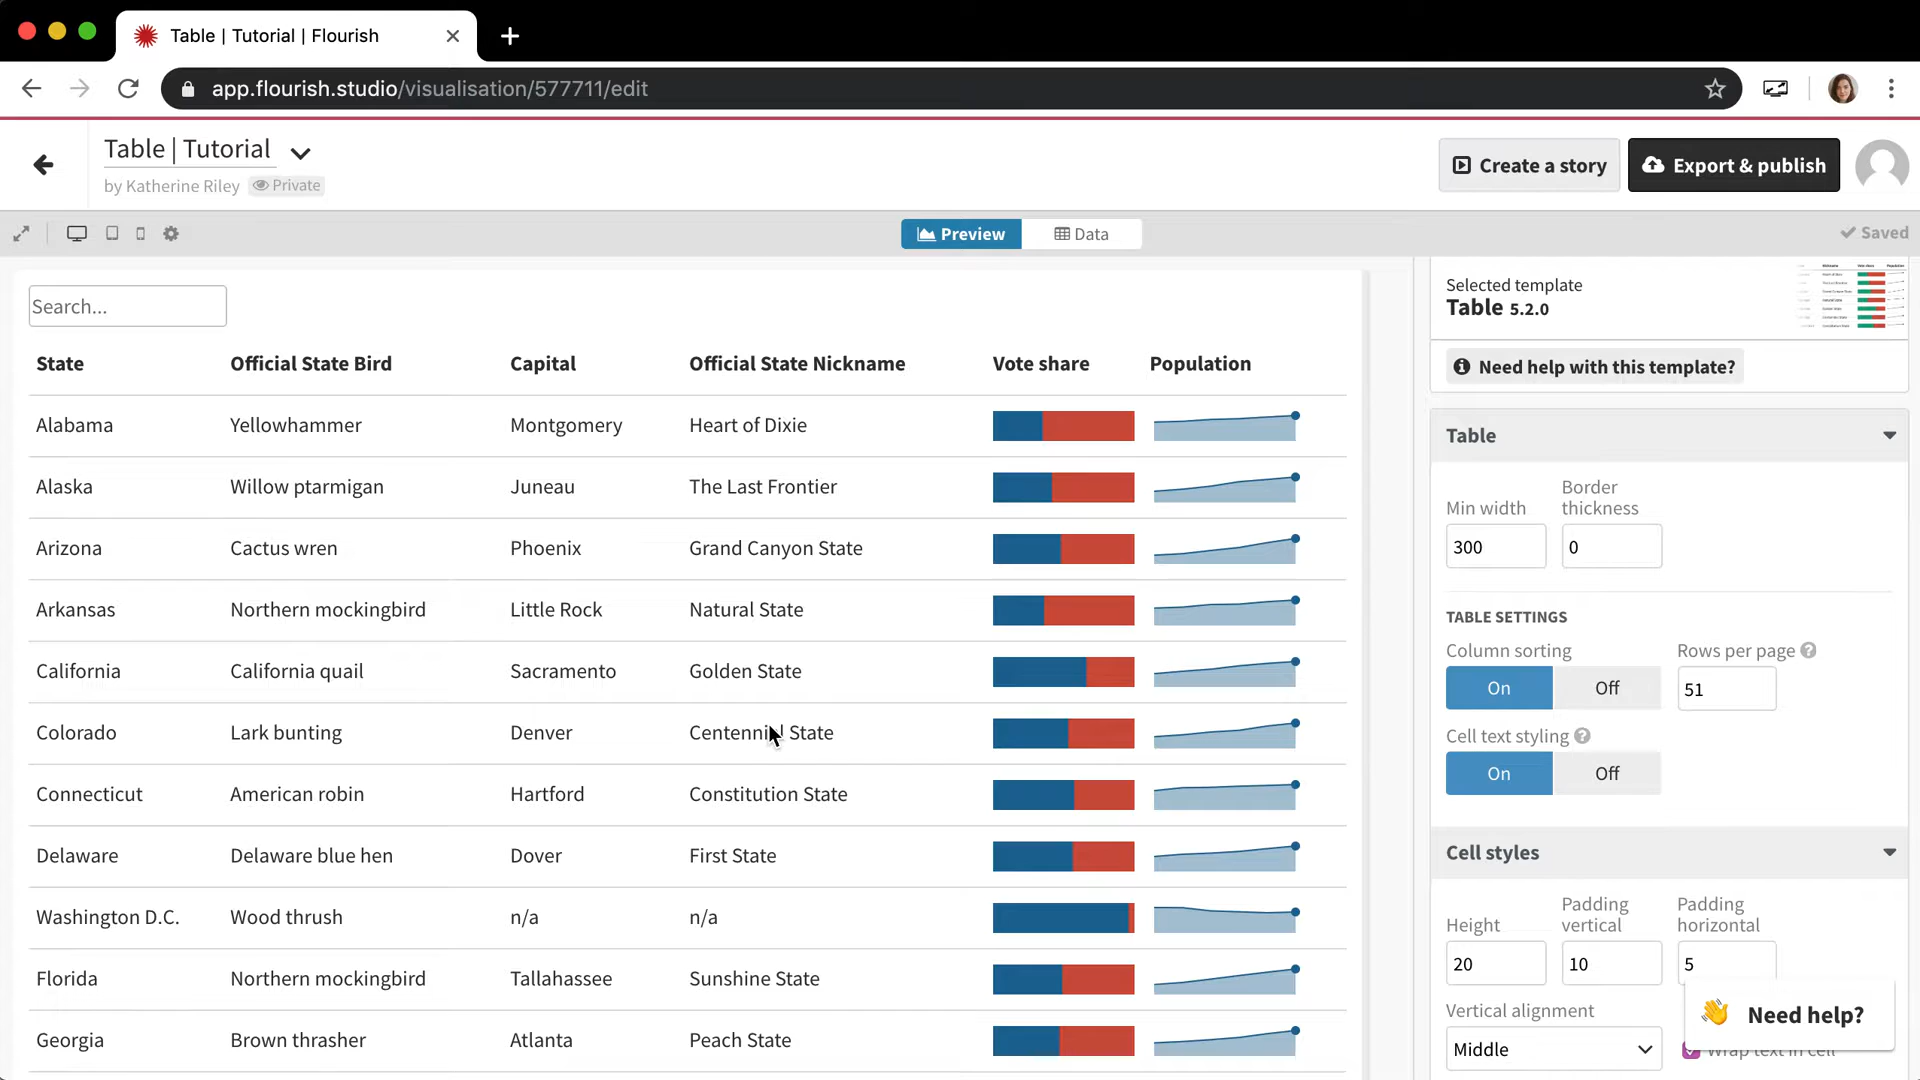 Table | Tutorial | Flourish
app.flourish.studio/visualisation/577711/edit
Table | Tutorial
by Katherine Riley Private
Create a story
Export & publish
Preview
Data
Saved
Search...
State Official State Bird Capital Official State Nickname Vote share Population
Alabama Yellowhammer Montgomery Heart of Dixie
Alaska Willow ptarmigan Juneau The Last Frontier
Arizona Cactus wren Phoenix Grand Canyon State
Arkansas Northern mockingbird Little Rock Natural State
California California quail Sacramento Golden State
Colorado Lark bunting Denver Centennial State
Connecticut American robin Hartford Constitution State
Delaware Delaware blue hen Dover First State
Washington D.C. Wood thrush n/a n/a
Florida Northern mockingbird Tallahassee Sunshine State
Georgia Brown thrasher Atlanta Peach State
Selected template
Table 5.2.0
Need help with this template?
Table
Min width
Border
thickness
300
0
TABLE SETTINGS
Column sorting
Rows per page ?
On Off
51
Cell text styling ?
On Off
Cell styles
Height
Padding
vertical
Padding
horizontal
20
10
5
Vertical alignment
Middle
Wrap text in cell
Need help?